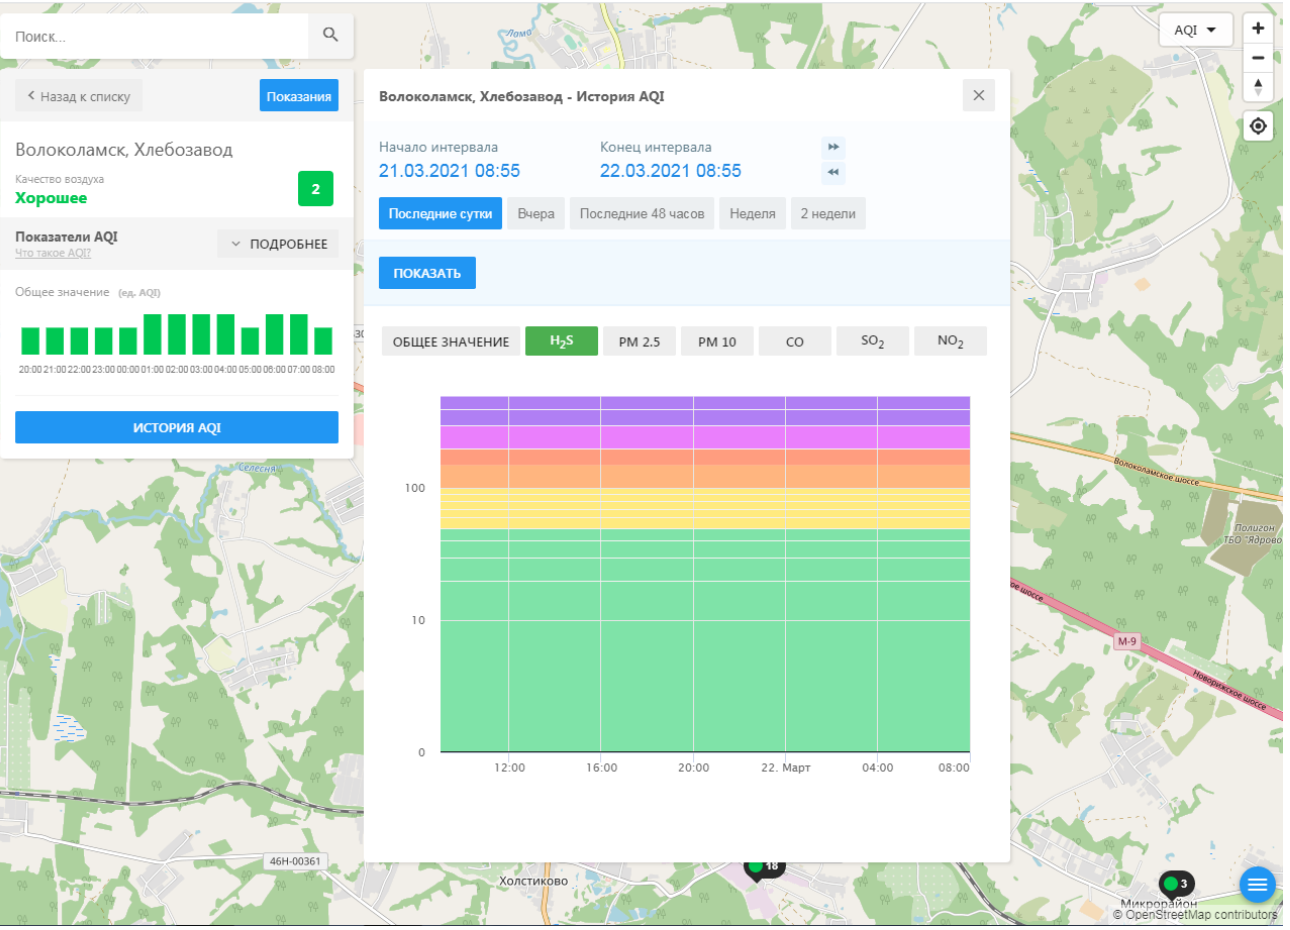 Поиск...
Лама
AQI
Назад к списку
Показания
Волоколамск, Хлебозавод
Качество воздуха
Хорошее
2
Показатели AQI
Что такое AQI?
ПОДРОБНЕЕ
Общее значение (ед. AQI)
20:00 21:00 22:00 23:00 00:00 01:00 02:00 03:00 04:00 05:00 06:00 07:00 08:00
ИСТОРИЯ AQI
Волоколамск, Хлебозавод - История AQI
Начало интервала
21.03.2021 08:55
Конец интервала
22.03.2021 08:55
Последние сутки
Вчера
Последние 48 часов
Неделя
2 недели
ПОКАЗАТЬ
ОБЩЕЕ ЗНАЧЕНИЕ
H2S
PM 2.5
PM 10
CO
SO2
NO2
100
10
0
12:00 16:00 20:00 22. Март 04:00 08:00
Селесня
Волоколамское шоссе
Полигон
ТБО "Ядрово
M-9
Новорижское шоссе
46Н-00361
Холстиково
18
3
Микрорайон
© OpenStreetMap contributors